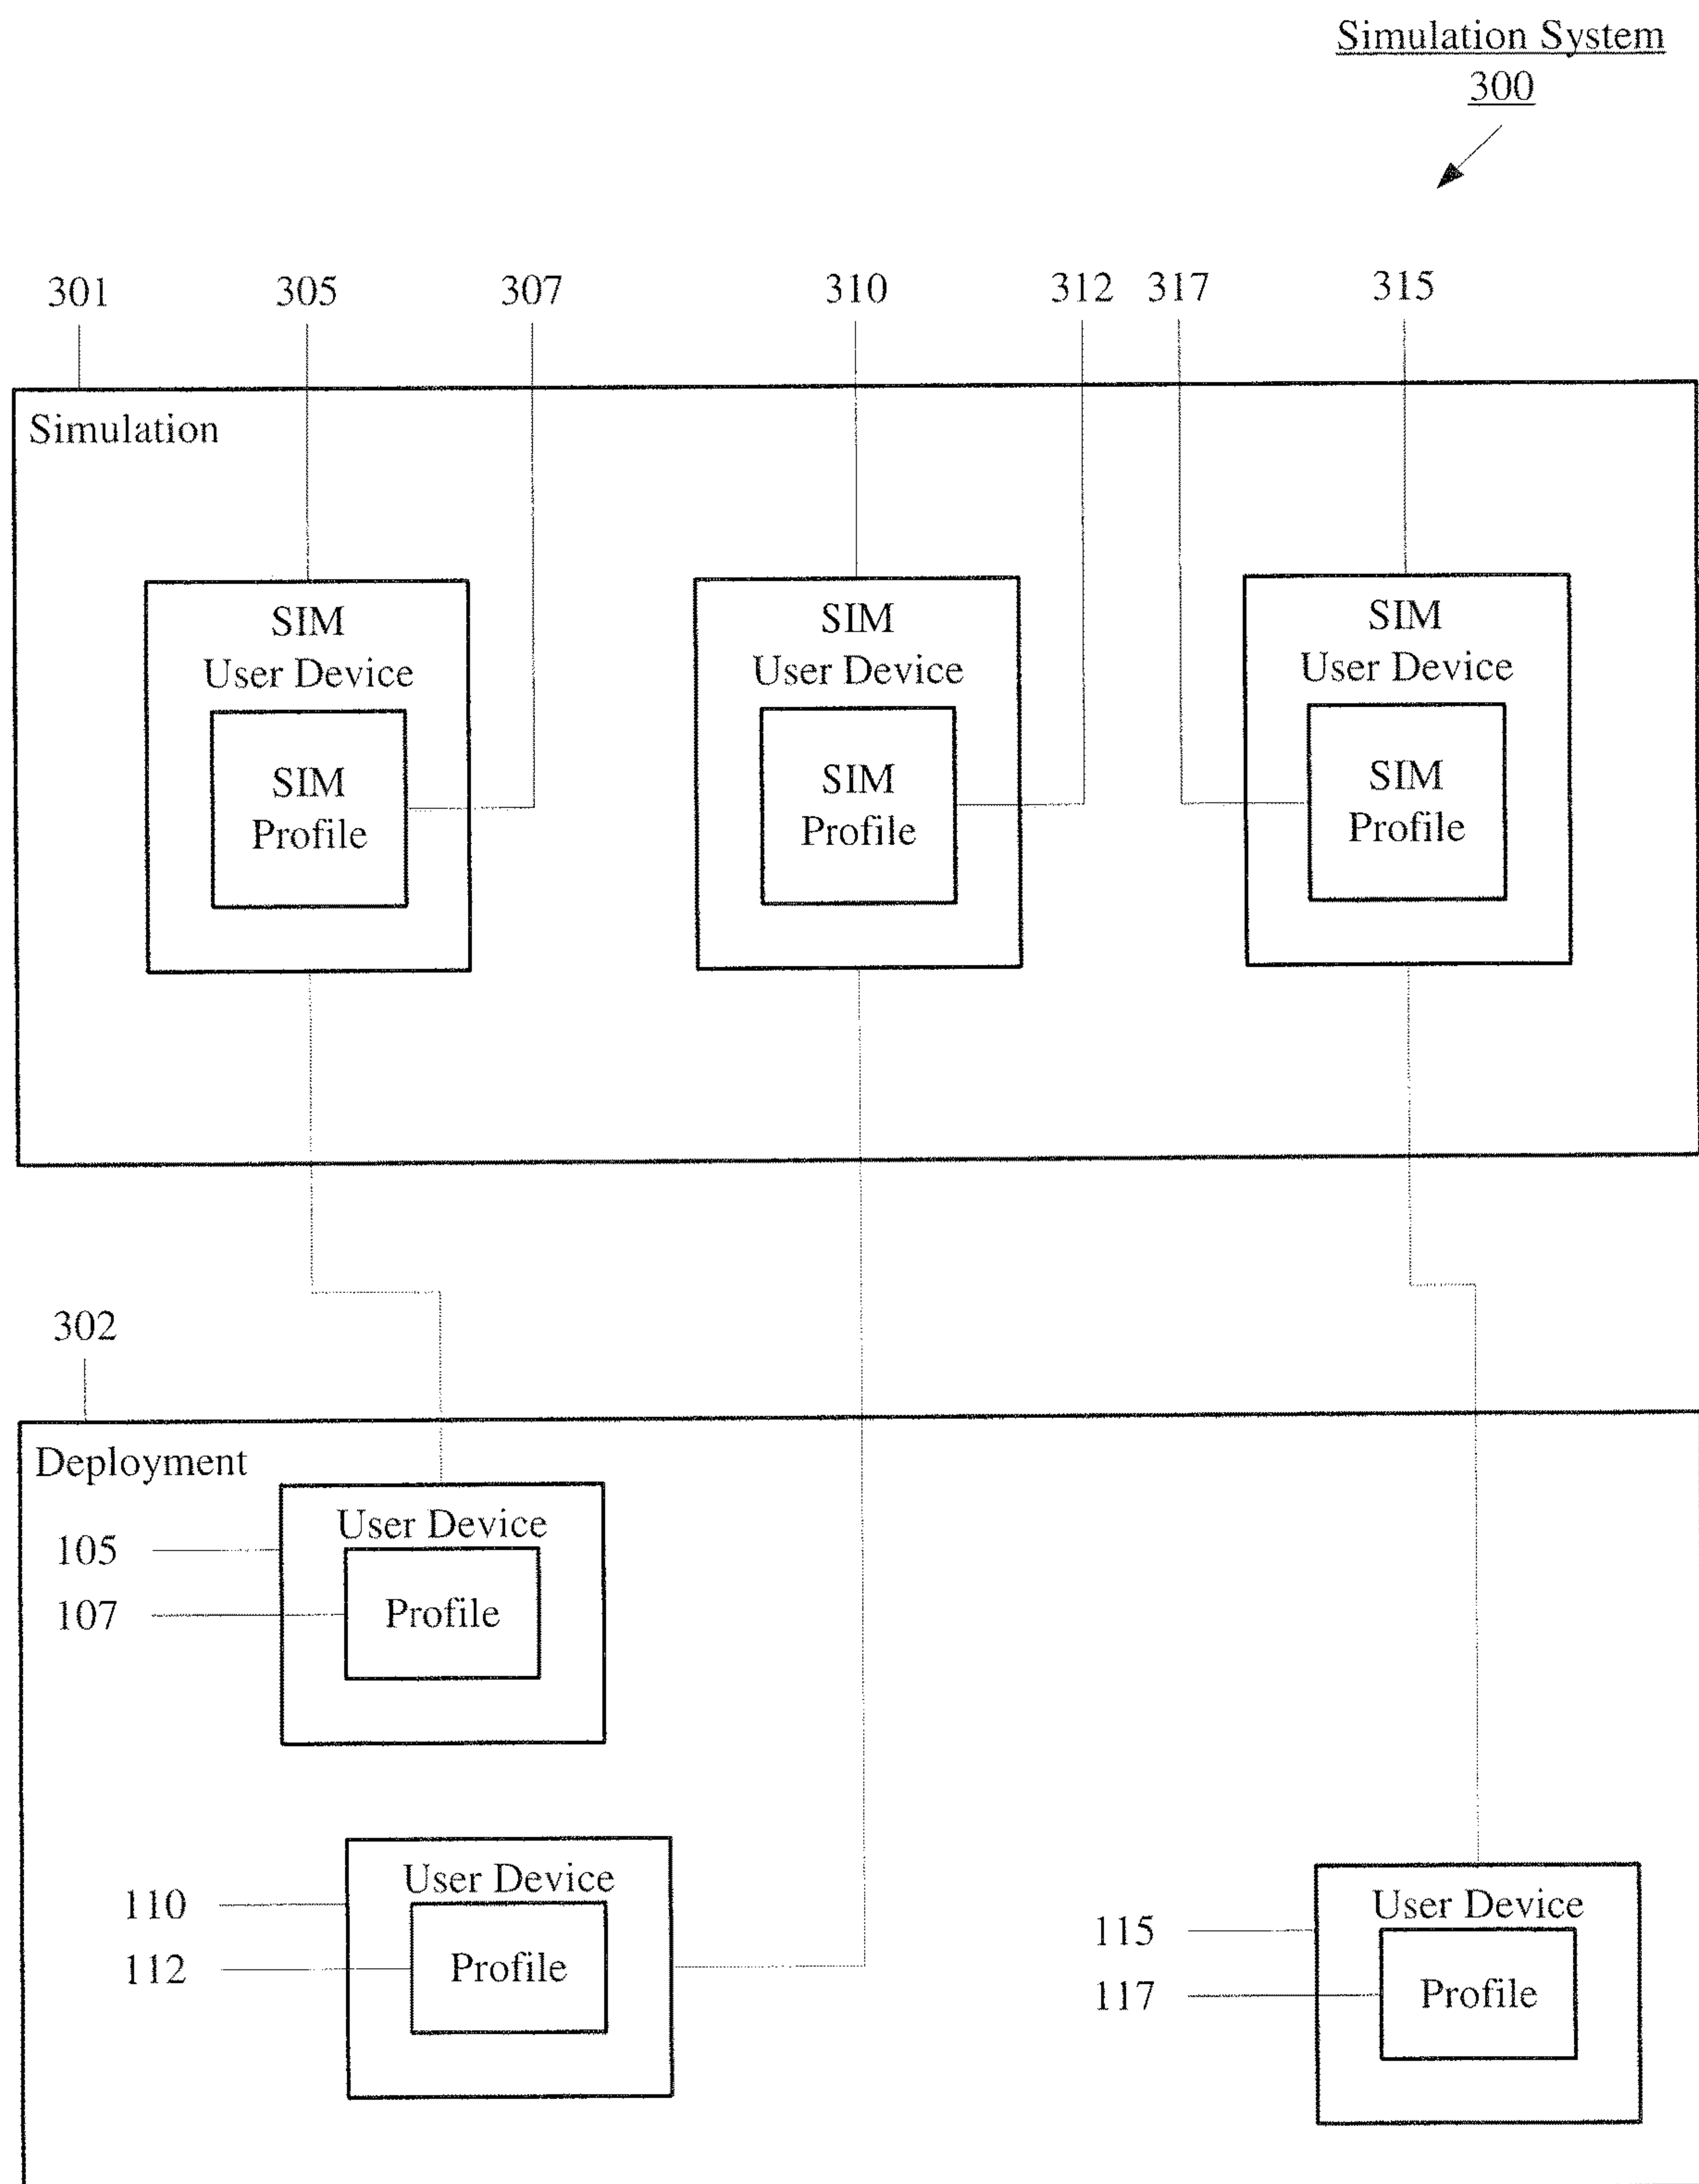 Simulation System
300
301 305 307 310 312 317 315
Simulation
SIM
User Device
SIM
Profile
SIM
User Device
SIM
Profile
SIM
User Device
SIM
Profile
302
Deployment
User Device
105
107
Profile
User Device
110
112
Profile
User Device
115
117
Profile